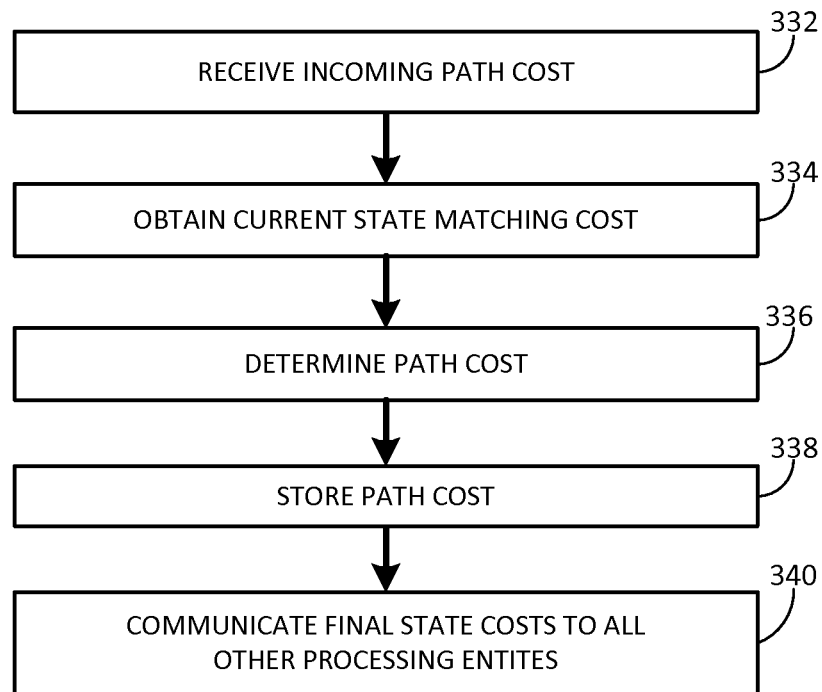 332
RECEIVE INCOMING PATH COST
334
OBTAIN CURRENT STATE MATCHING COST
336
DETERMINE PATH COST
338
STORE PATH COST
340
COMMUNICATE FINAL STATE COSTS TO ALL
OTHER PROCESSING ENTITES